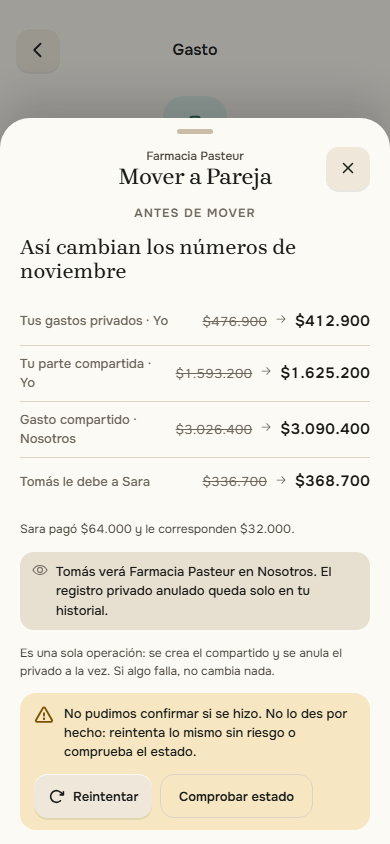 Gasto
Farmacia Pasteur
Mover a Pareja
ANTES DE MOVER
Así cambian los números de
noviembre
Tus gastos privados · Yo $476.900 → $412.900
Tu parte compartida ·
Yo $1.593.200 → $1.625.200
Gasto compartido ·
Nosotros $3.026.400 → $3.090.400
Tomás le debe a Sara $336.700 → $368.700
Sara pagó $64.000 y le corresponden $32.000.
Tomás verá Farmacia Pasteur en Nosotros. El
registro privado anulado queda solo en tu
historial.
Es una sola operación: se crea el compartido y se anula el
privado a la vez. Si algo falla, no cambia nada.
No pudimos confirmar si se hizo. No lo des por
hecho: reintenta lo mismo sin riesgo o
comprueba el estado.
Reintentar Comprobar estado